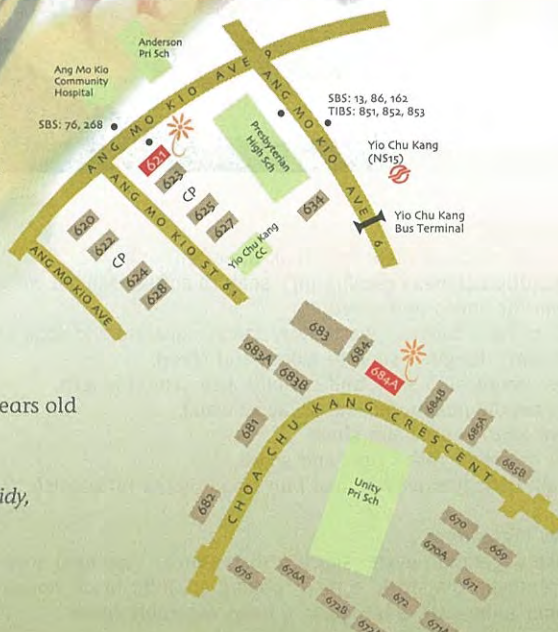 Anderson
Pri Sch
Ang Mo Kio
Community
Hospital
ANG MO KIO AVE 9
SBS: 76, 268
SBS: 13, 86, 162
TIBS: 851, 852, 853
ANG MO KIO AVE 6
Presbyterian
High Sch
Yio Chu Kang
(NS15)
621
623
CP
625
627
634
Yio Chu Kang
CC
Yio Chu Kang
Bus Terminal
ANG MO KIO ST 61
620
622
CP
624
628
ANG MO KIO AVE
683
684
684A
683A
683B
684B
685A
685B
681
682
CHOA CHU KANG CRESCENT
Unity
Pri Sch
ears old
idy,
670
669
670A
671
676
676A
672B
672